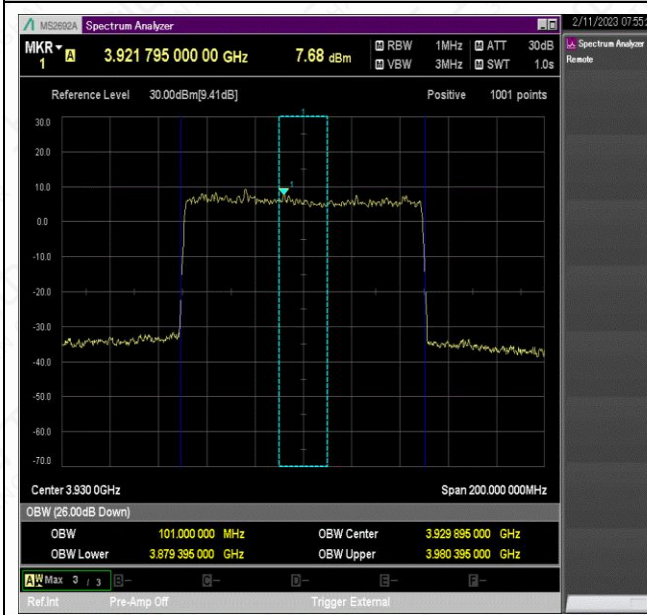 MS2692A Spectrum Analyzer 2/11/2023 07:55:
MKR 1 A 3.921 795 000 00 GHz 7.68 dBm M RBW 1MHz M ATT 30dB
M VBW 3MHz M SWT 1.0s
Spectrum Analyzer
Remote
Reference Level 30.00dBm[9.41dB] Positive 1001 points
30.0
20.0
10.0
1
0.0
-10.0
-20.0
-30.0
-40.0
-50.0
-60.0
-70.0
Center 3.930 0GHz Span 200.000 000MHz
OBW (26.00dB Down)
OBW 101.000 000 MHz OBW Center 3.929 895 000 GHz
OBW Lower 3.879 395 000 GHz OBW Upper 3.980 395 000 GHz
A W Max 3 / 3 B- C- D- E- F-
Ref.Int Pre-Amp Off Trigger External